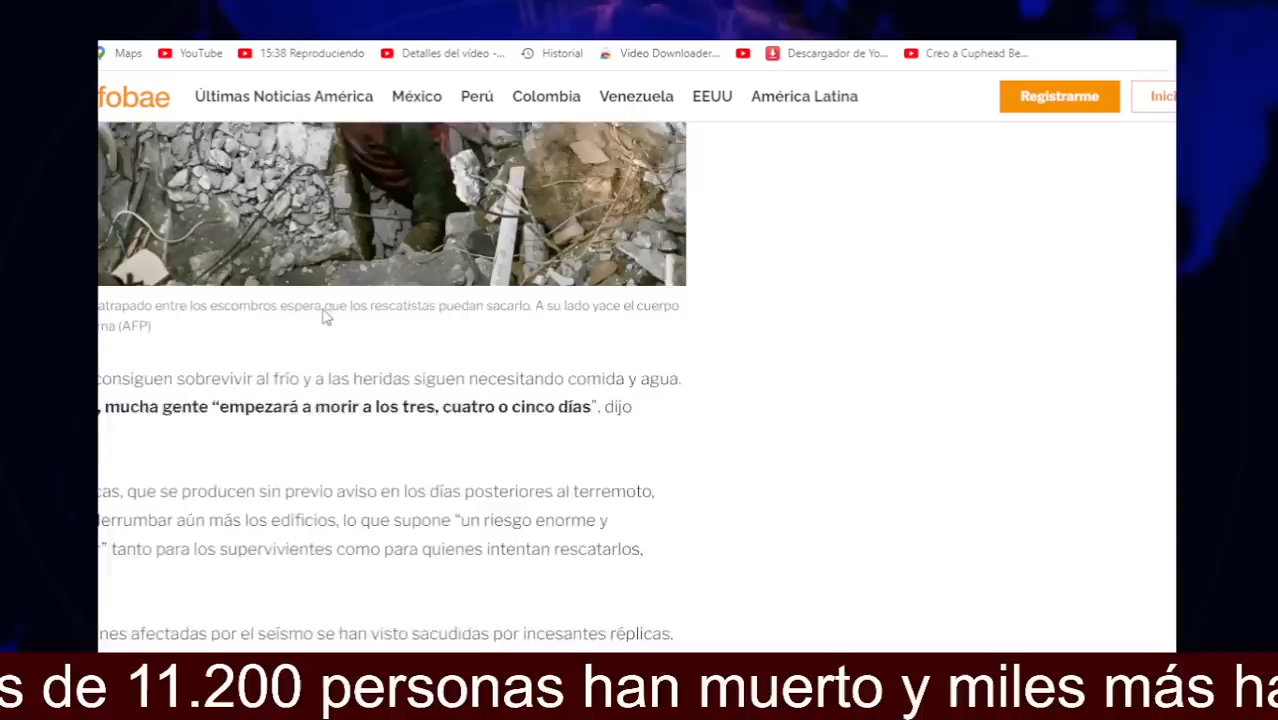 Maps YouTube 15:38 Reproduciendo Detalles del vídeo -... Historial Video Downloader... Descargador de Yo... Creo a Cuphead Be...
fobae Últimas Noticias América México Perú Colombia Venezuela EEUU América Latina Registrarme Inici
atrapado entre los escombros espera que los rescatistas puedan sacarlo. A su lado yace el cuerpo
rna (AFP)
consiguen sobrevivir al frío y a las heridas siguen necesitando comida y agua.
, mucha gente “empezará a morir a los tres, cuatro o cinco días”. dijo
cas, que se producen sin previo aviso en los días posteriores al terremoto,
derrumbar aún más los edificios, lo que supone “un riesgo enorme y
” tanto para los supervivientes como para quienes intentan rescatarlos,
nes afectadas por el seísmo se han visto sacudidas por incesantes réplicas.
s de 11.200 personas han muerto y miles más ha